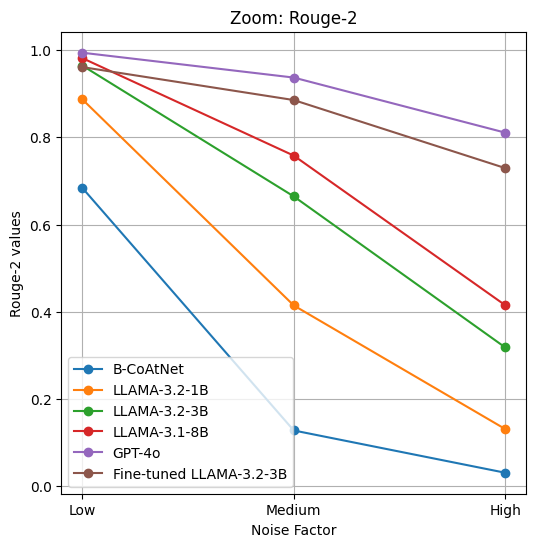 Zoom: Rouge-2
Rouge-2 values
1.0
0.8
0.6
0.4
0.2
0.0
B-CoAtNet
LLAMA-3.2-1B
LLAMA-3.2-3B
LLAMA-3.1-8B
GPT-4o
Fine-tuned LLAMA-3.2-3B
Low Medium High
Noise Factor